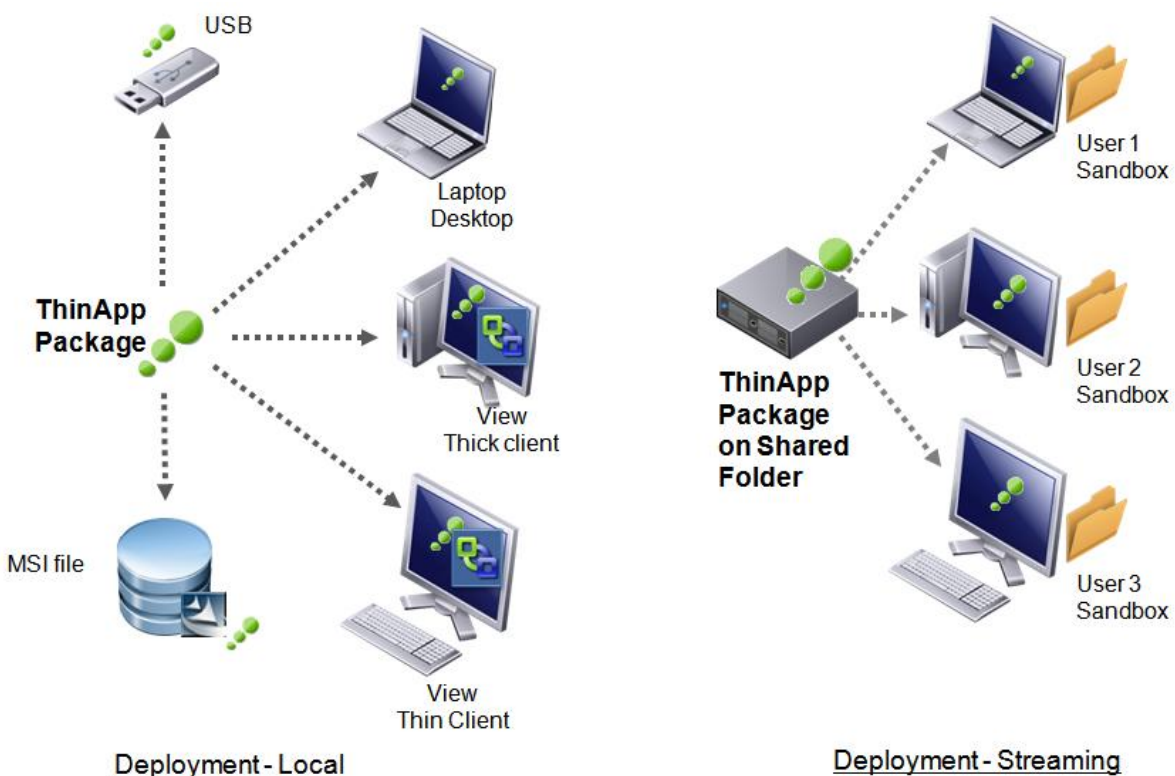 USB
Laptop
Desktop
ThinApp
Package
View
Thick client
MSI file
View
Thin Client
Deployment - Local
User 1
Sandbox
ThinApp
Package
on Shared
Folder
User 2
Sandbox
User 3
Sandbox
Deployment - Streaming